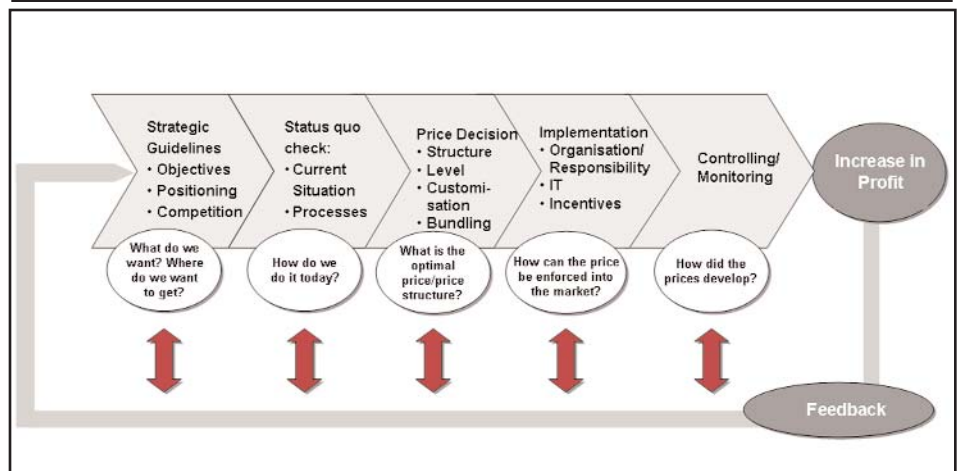 Strategic
Guidelines
• Objectives
• Positioning
• Competition
Status quo
check:
• Current
Situation
• Processes
Price Decision
• Structure
• Level
• Customi-
sation
• Bundling
Implementation
• Organisation/
Responsibility
• IT
• Incentives
Controlling/
Monitoring
Increase in
Profit
What do we
want? Where
do we want
to get?
How do we
do it today?
What is the
optimal
price/price
structure?
How can the price
be enforced into
the market?
How did the
prices develop?
Feedback